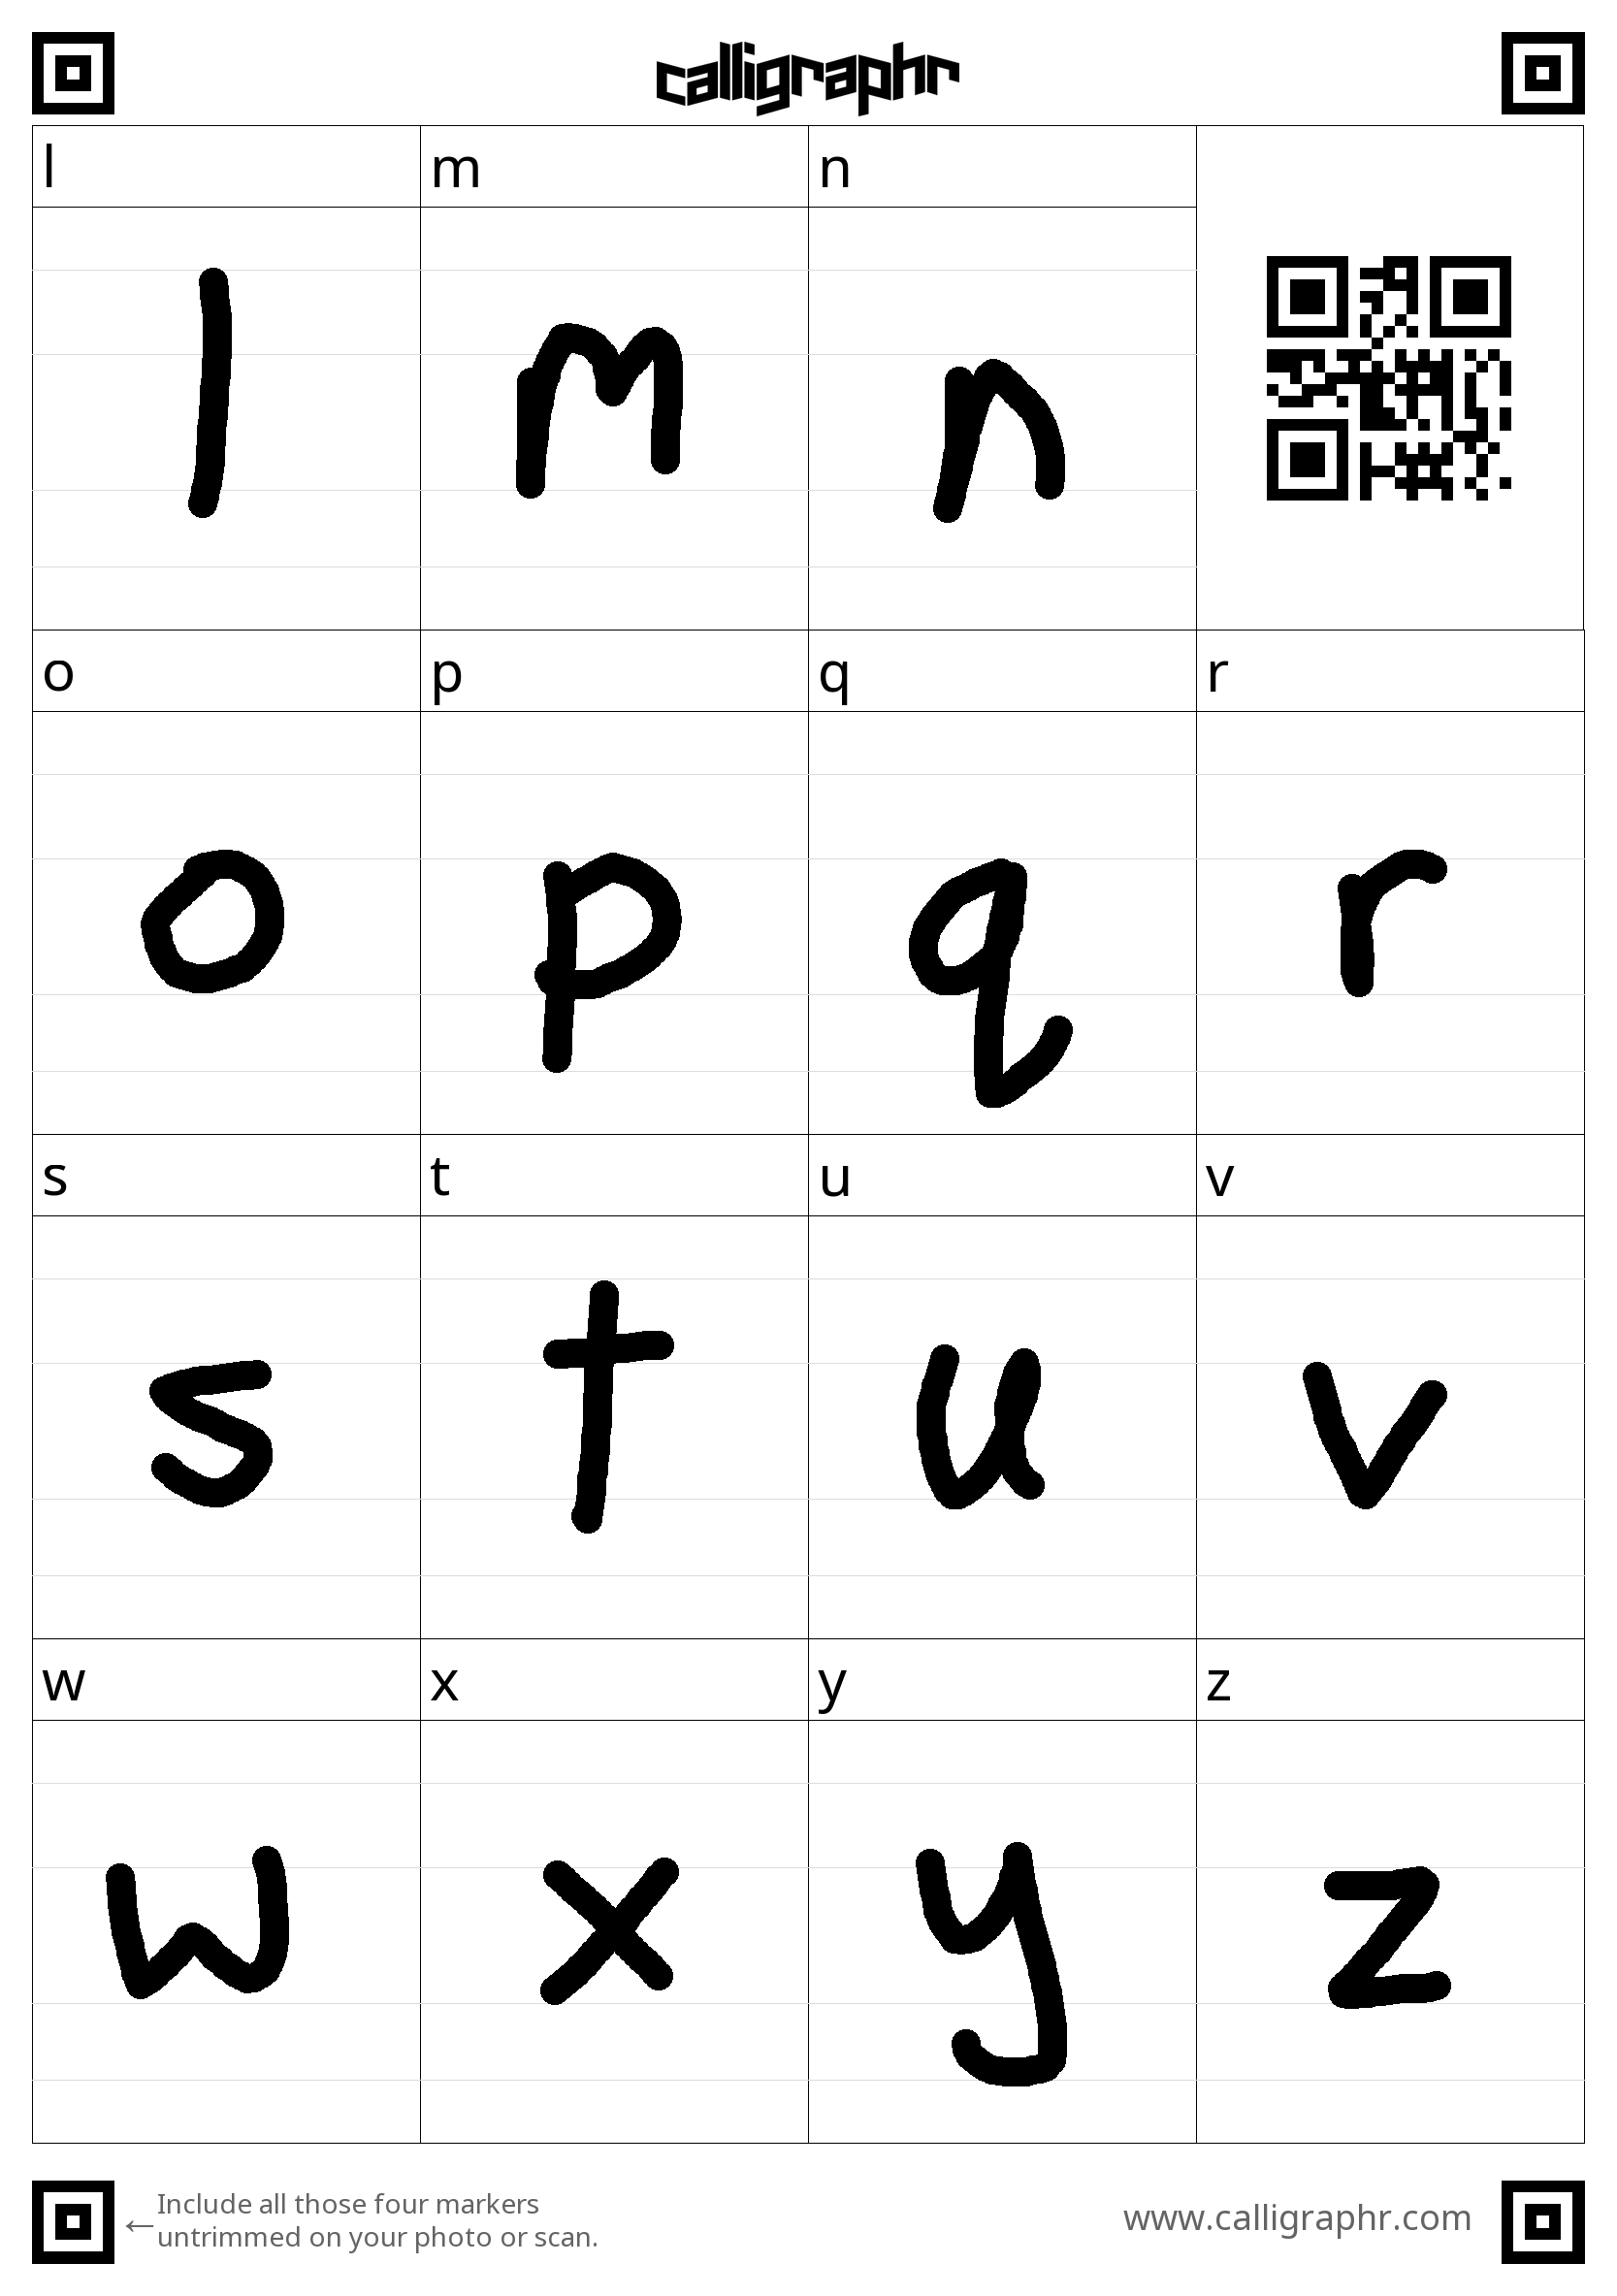 calligraphr
l m n
l m n
o p q r
o p q r
s t u v
s t u v
w x y z
w x y z
←Include all those four markers
untrimmed on your photo or scan.
www.calligraphr.com